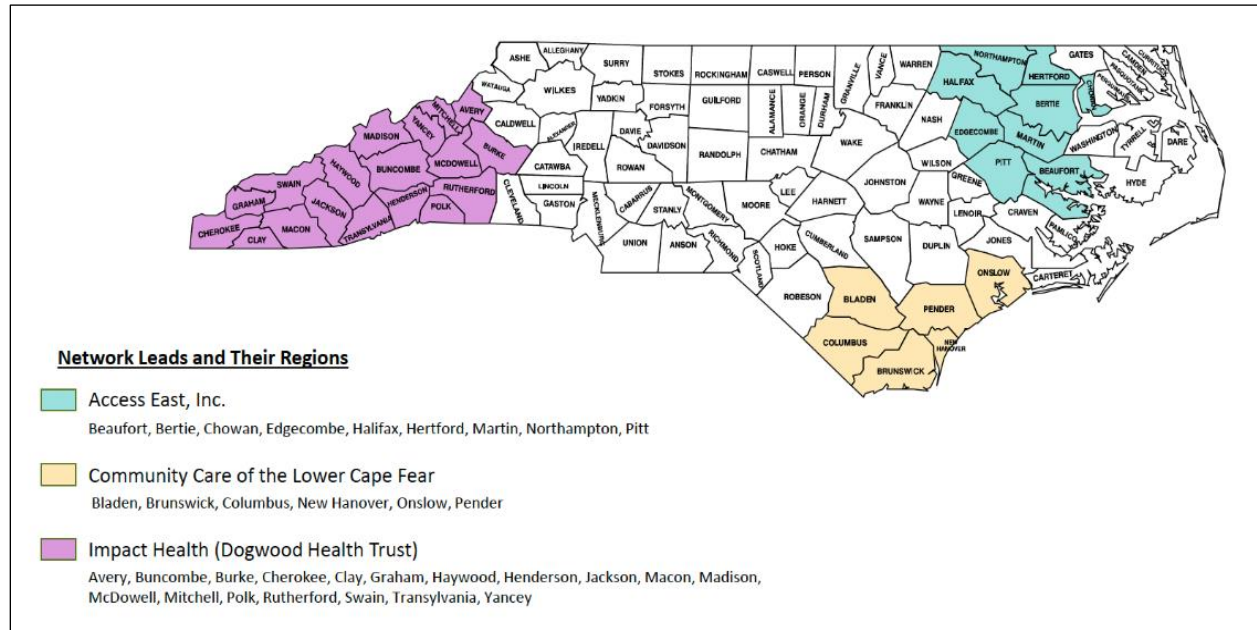 ASHE
ALLEGHANY
SURRY
STOKES
ROCKINGHAM
CASWELL
PERSON
GRANVILLE
VANCE
WARREN
NORTHAMPTON
GATES
CAMDEN
CURRITUCK
PASQUOTANK
PERQUIMANS
HERTFORD
HALIFAX
CHOWAN
BERTIE
WATAUGA
WILKES
YADKIN
FORSYTH
GUILFORD
ALAMANCE
ORANGE
DURHAM
FRANKLIN
NASH
EDGECOMBE
MARTIN
WASHINGTON
TYRRELL
DARE
MITCHELL
AVERY
CALDWELL
ALEXANDER
IREDELL
DAVIE
DAVIDSON
RANDOLPH
CHATHAM
WAKE
WILSON
PITT
BEAUFORT
HYDE
MADISON
YANCEY
BURKE
MCDOWELL
BUNCOMBE
HAYWOOD
CATAWBA
ROWAN
LINCOLN
GASTON
CLEVELAND
MECKLENBURG
CABARRUS
STANLY
MONTGOMERY
MOORE
LEE
HARNETT
JOHNSTON
WAYNE
GREENE
LENOIR
CRAVEN
PAMLICO
JONES
CARTERET
SWAIN
GRAHAM
JACKSON
HENDERSON
RUTHERFORD
POLK
TRANSYLVANIA
CHEROKEE
MACON
CLAY
UNION
ANSON
RICHMOND
SCOTLAND
HOKE
CUMBERLAND
SAMPSON
DUPLIN
ONSLOW
ROBESON
BLADEN
PENDER
COLUMBUS
NEW
HANOVER
BRUNSWICK
Network Leads and Their Regions
Access East, Inc.
Beaufort, Bertie, Chowan, Edgecombe, Halifax, Hertford, Martin, Northampton, Pitt
Community Care of the Lower Cape Fear
Bladen, Brunswick, Columbus, New Hanover, Onslow, Pender
Impact Health (Dogwood Health Trust)
Avery, Buncombe, Burke, Cherokee, Clay, Graham, Haywood, Henderson, Jackson, Macon, Madison,
McDowell, Mitchell, Polk, Rutherford, Swain, Transylvania, Yancey